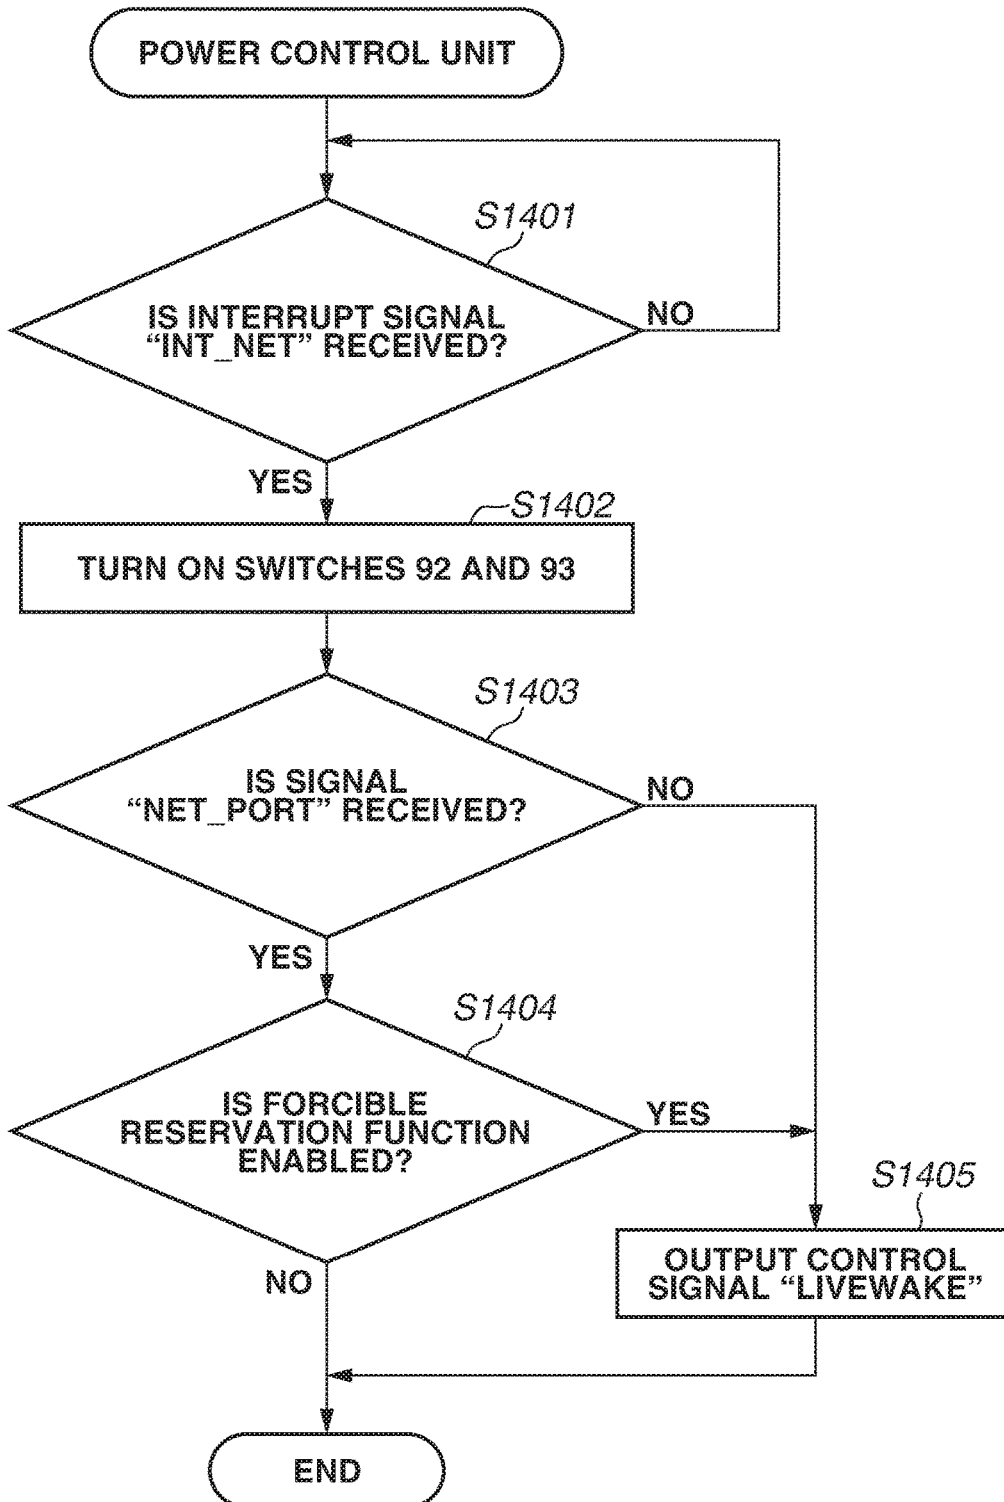 POWER CONTROL UNIT
S1401
IS INTERRUPT SIGNAL
“INT_NET” RECEIVED?
NO
YES
S1402
TURN ON SWITCHES 92 AND 93
S1403
IS SIGNAL
“NET_PORT” RECEIVED?
NO
YES
S1404
IS FORCIBLE
RESERVATION FUNCTION
ENABLED?
YES
NO
S1405
OUTPUT CONTROL
SIGNAL “LIVEWAKE”
END